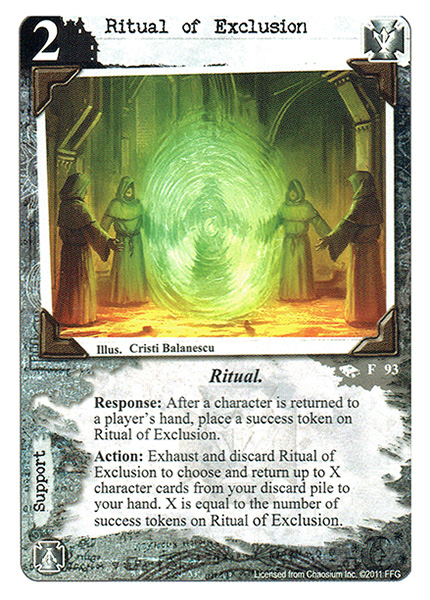 2
Ritual of Exclusion
Illus. Cristi Balanescu
Ritual.
F 93
Response: After a character is returned
to a player's hand, place a success token on
Ritual of Exclusion.
Action: Exhaust and discard Ritual of
Exclusion to choose and return up to X
character cards from your discard pile to
your hand. X is equal to the number of
success tokens on Ritual of Exclusion.
Support
Licensed from Chaosium Inc. ©2011 FFG